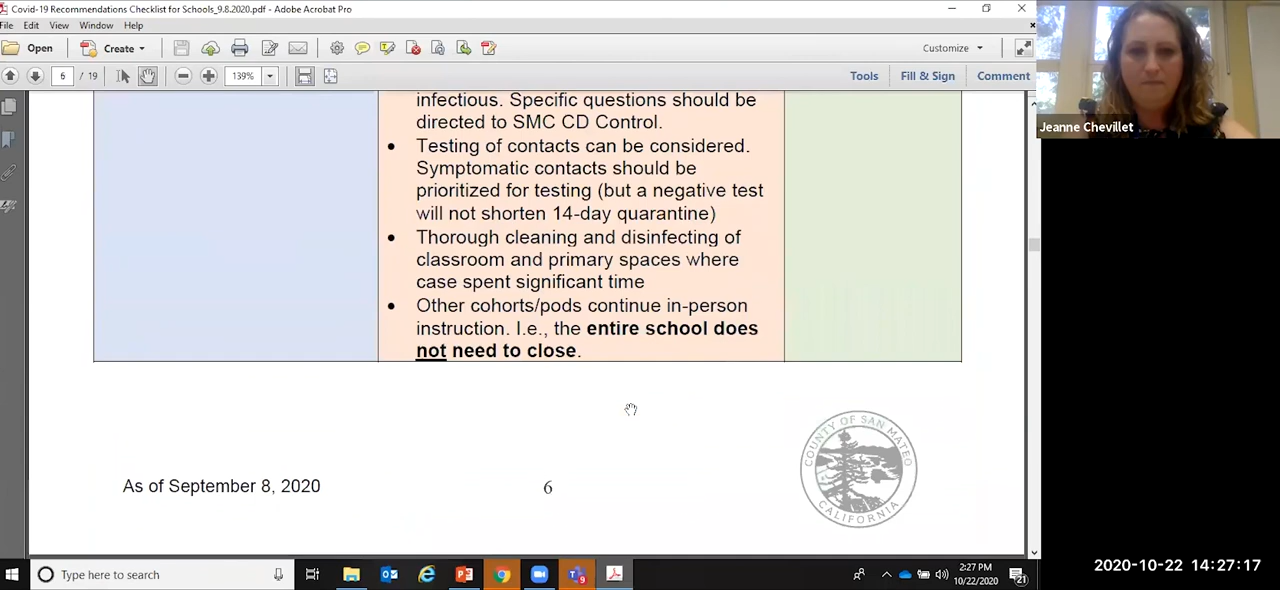 Covid-19 Recommendations Checklist for Schools_9.8.2020.pdf - Adobe Acrobat Pro
File Edit View Window Help
Open Create Customize
6 / 19 139% Tools Fill & Sign Comment
Jeanne Chevillet
infectious. Specific questions should be
directed to SMC CD Control.
• Testing of contacts can be considered.
Symptomatic contacts should be
prioritized for testing (but a negative test
will not shorten 14-day quarantine)
• Thorough cleaning and disinfecting of
classroom and primary spaces where
case spent significant time
• Other cohorts/pods continue in-person
instruction. I.e., the entire school does
not need to close.
As of September 8, 2020
6
COUNTY OF SAN MATEO
CALIFORNIA
Type here to search
9
2:27 PM
10/22/2020
21
2020-10-22 14:27:17